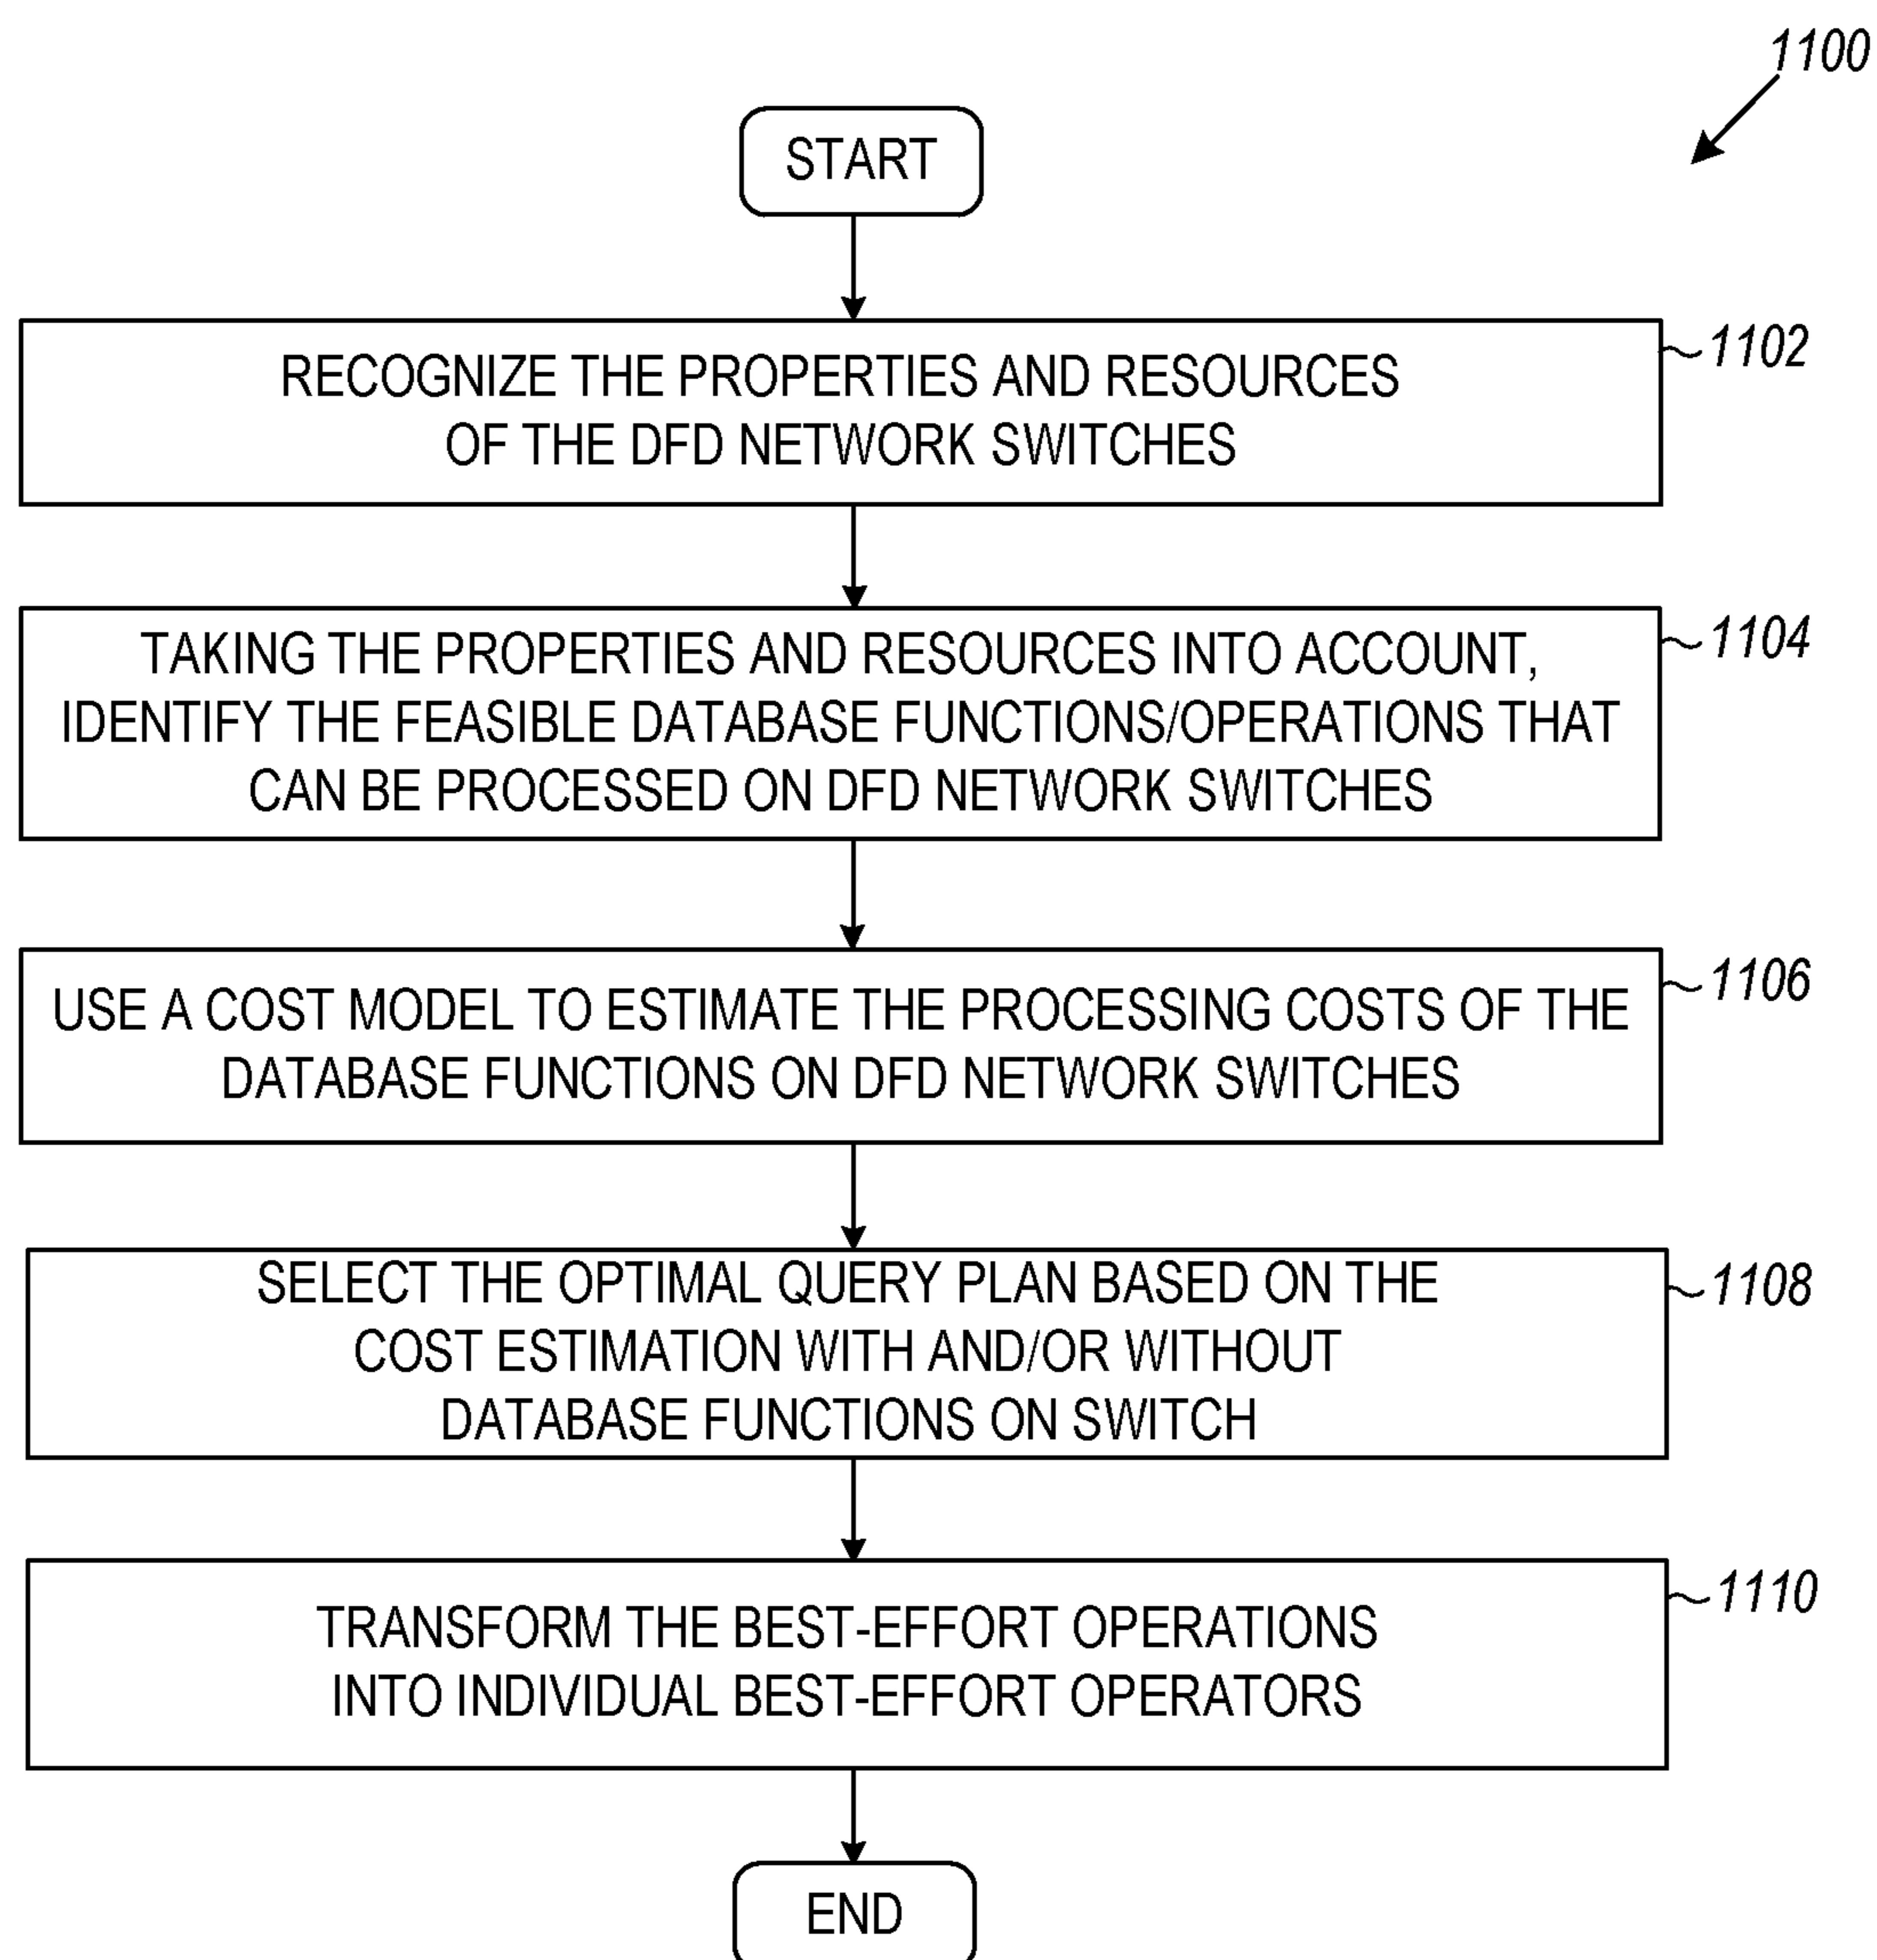 1100
START
RECOGNIZE THE PROPERTIES AND RESOURCES
OF THE DFD NETWORK SWITCHES
1102
TAKING THE PROPERTIES AND RESOURCES INTO ACCOUNT,
IDENTIFY THE FEASIBLE DATABASE FUNCTIONS/OPERATIONS THAT
CAN BE PROCESSED ON DFD NETWORK SWITCHES
1104
USE A COST MODEL TO ESTIMATE THE PROCESSING COSTS OF THE
DATABASE FUNCTIONS ON DFD NETWORK SWITCHES
1106
SELECT THE OPTIMAL QUERY PLAN BASED ON THE
COST ESTIMATION WITH AND/OR WITHOUT
DATABASE FUNCTIONS ON SWITCH
1108
TRANSFORM THE BEST-EFFORT OPERATIONS
INTO INDIVIDUAL BEST-EFFORT OPERATORS
1110
END